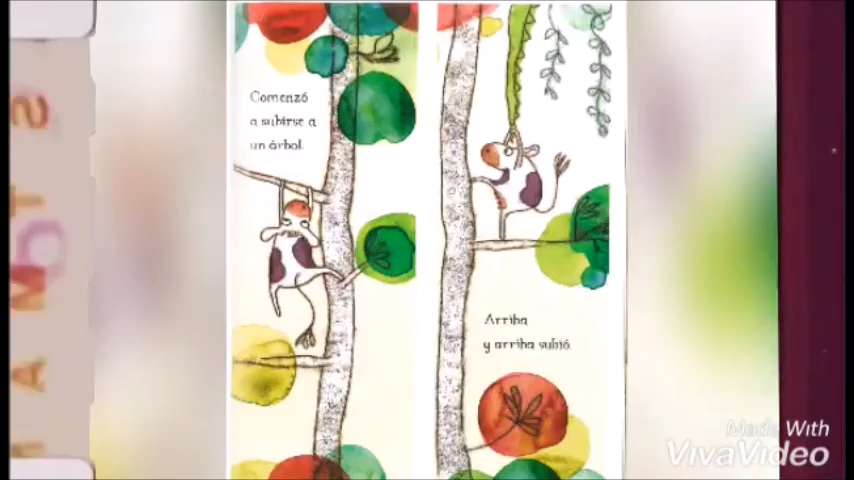 Comenzó
a subirse a
un árbol.
Arriba
y arriba subió.
Made With
VivaVideo